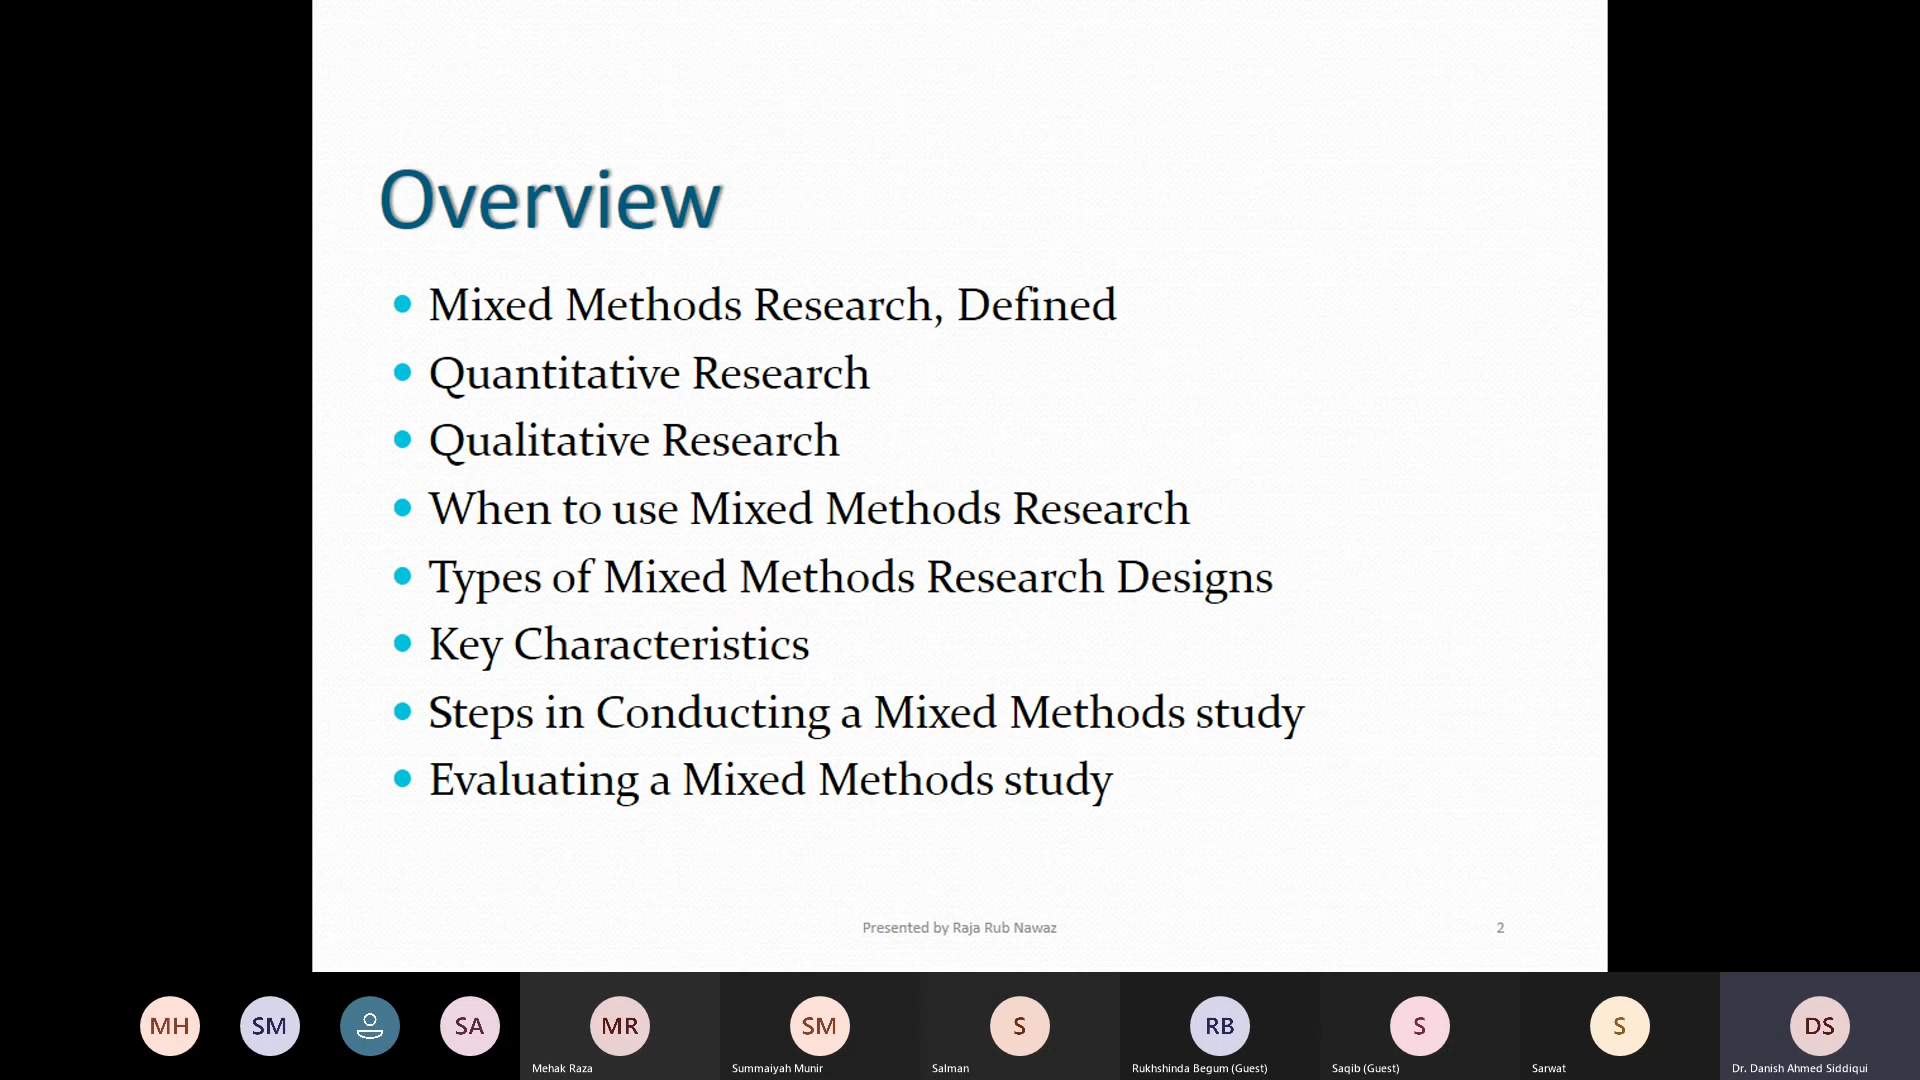 Overview
• Mixed Methods Research, Defined
• Quantitative Research
• Qualitative Research
• When to use Mixed Methods Research
• Types of Mixed Methods Research Designs
• Key Characteristics
• Steps in Conducting a Mixed Methods study
• Evaluating a Mixed Methods study
Presented by Raja Rub Nawaz
2
MH
SM
SA
MR
SM
S
RB
S
S
DS
Mehak Raza
Summaiyah Munir
Salman
Rukhshinda Begum (Guest)
Saqib (Guest)
Sarwat
Dr. Danish Ahmed Siddiqui